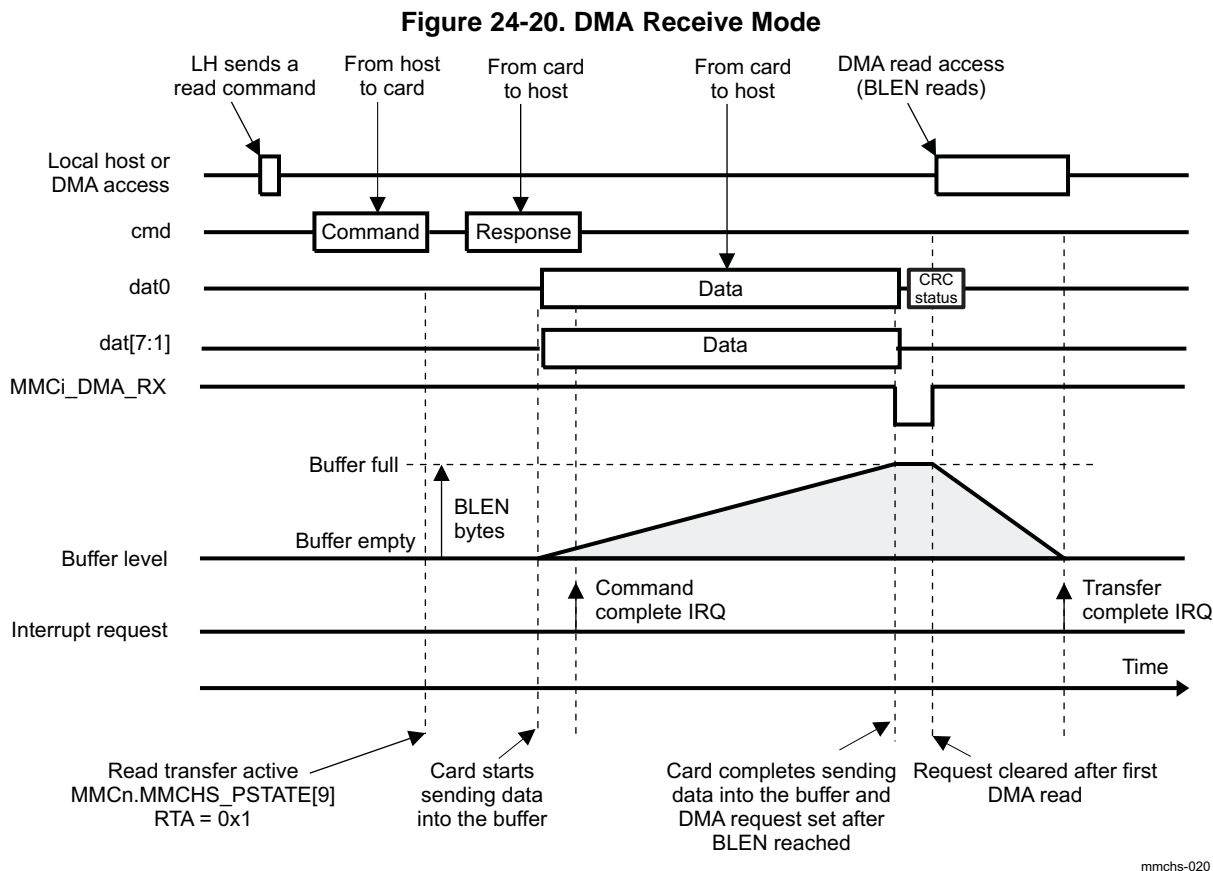 Figure 24-20. DMA Receive Mode
LH sends a
read command
From host
to card
From card
to host
From card
to host
DMA read access
(BLEN reads)
Local host or
DMA access
cmd
Command
Response
dat0
Data
CRC
status
dat[7:1]
Data
MMCi_DMA_RX
Buffer full
BLEN
bytes
Buffer empty
Buffer level
Command
complete IRQ
Transfer
complete IRQ
Interrupt request
Time
Read transfer active
MMCn.MMCHS_PSTATE[9]
RTA = 0x1
Card starts
sending data
into the buffer
Card completes sending
data into the buffer and
DMA request set after
BLEN reached
Request cleared after first
DMA read
mmchs-020